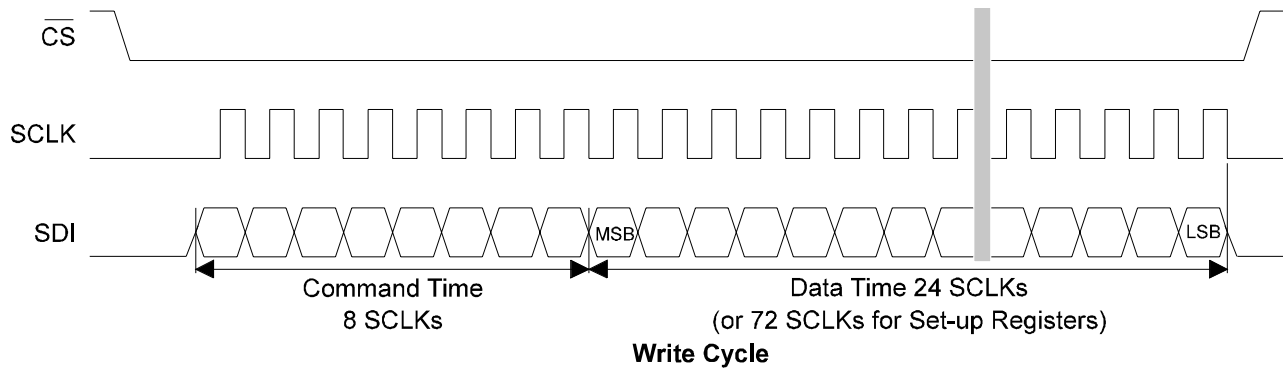 CS
SCLK
SDI
MSB
LSB
Command Time
8 SCLKs
Data Time 24 SCLKs
(or 72 SCLKs for Set-up Registers)
Write Cycle